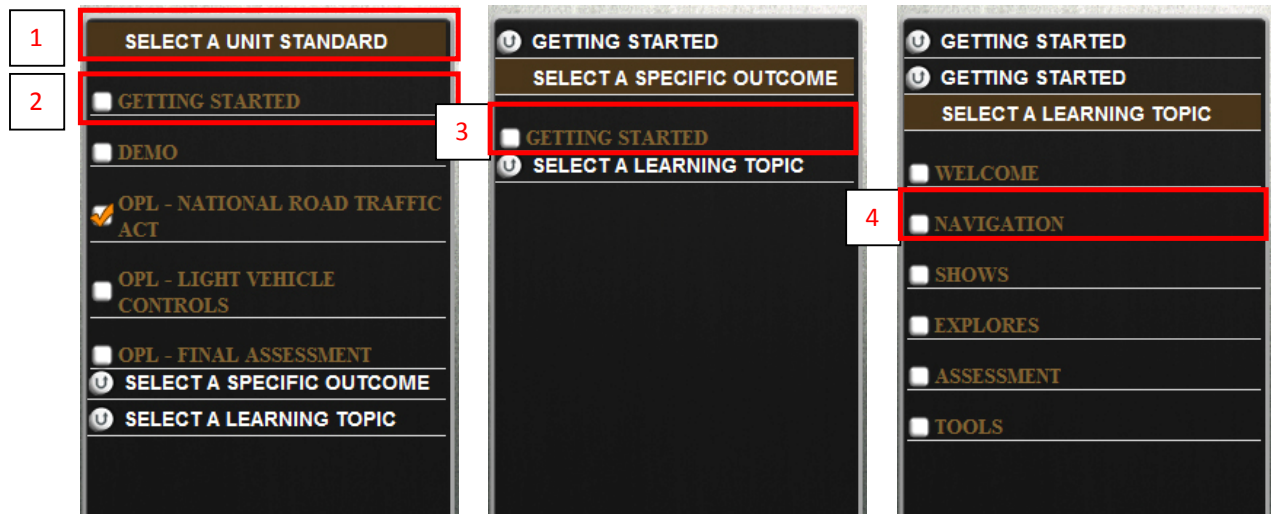 1
SELECT A UNIT STANDARD
2
GETTING STARTED
DEMO
OPL - NATIONAL ROAD TRAFFIC
ACT
OPL - LIGHT VEHICLE
CONTROLS
OPL - FINAL ASSESSMENT
SELECT A SPECIFIC OUTCOME
SELECT A LEARNING TOPIC
GETTING STARTED
SELECT A SPECIFIC OUTCOME
3
GETTING STARTED
SELECT A LEARNING TOPIC
GETTING STARTED
GETTING STARTED
SELECT A LEARNING TOPIC
WELCOME
4
NAVIGATION
SHOWS
EXPLORES
ASSESSMENT
TOOLS